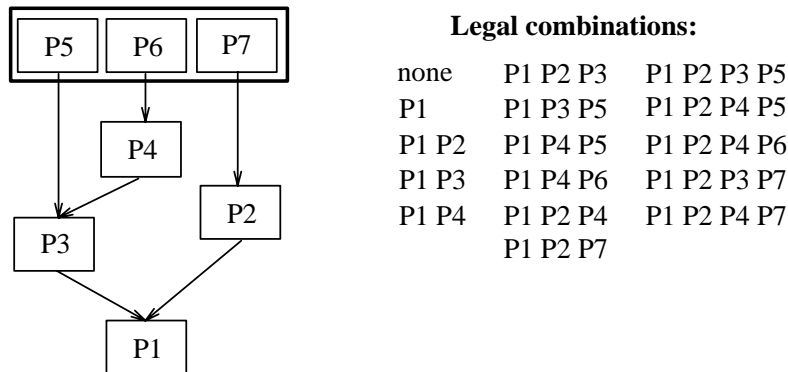 P5 P6 P7
P4
P2
P3
P1
Legal combinations:
none P1 P2 P3 P1 P2 P3 P5
P1 P1 P3 P5 P1 P2 P4 P5
P1 P2 P1 P4 P5 P1 P2 P4 P6
P1 P3 P1 P4 P6 P1 P2 P3 P7
P1 P4 P1 P2 P4 P1 P2 P4 P7
P1 P2 P7